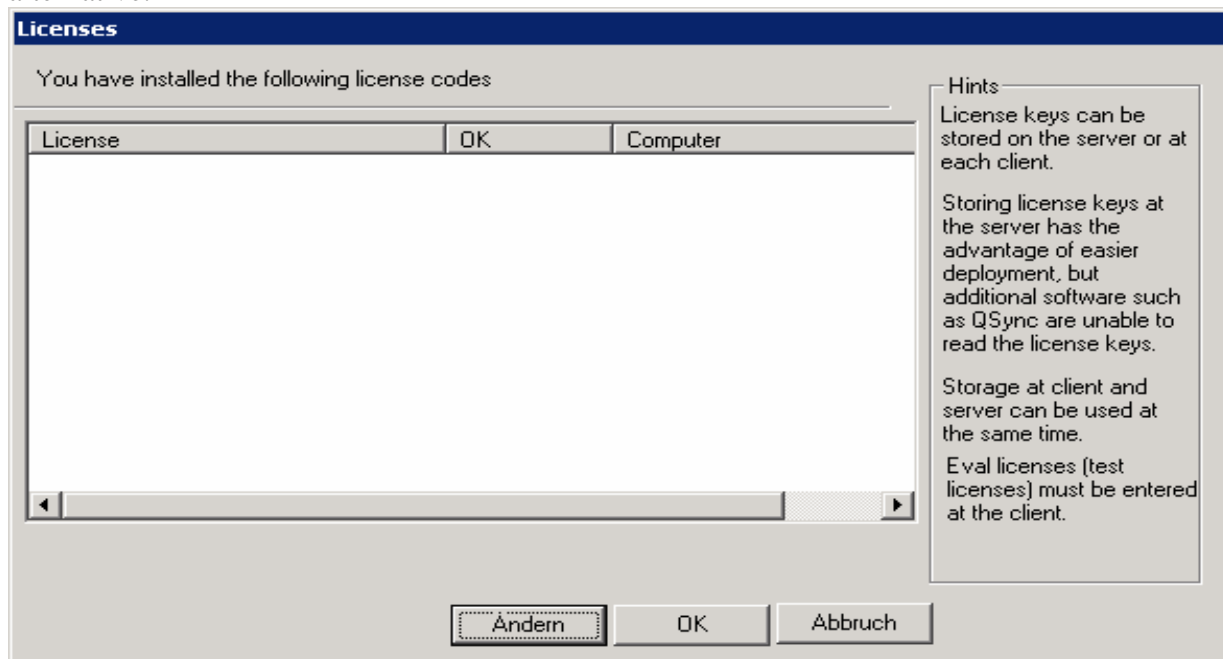 Licenses
You have installed the following license codes
License OK Computer
Hints
License keys can be
stored on the server or at
each client.
Storing license keys at
the server has the
advantage of easier
deployment, but
additional software such
as QSync are unable to
read the license keys.
Storage at client and
server can be used at
the same time.
Eval licenses (test
licenses) must be entered
at the client.
Ändern OK Abbruch